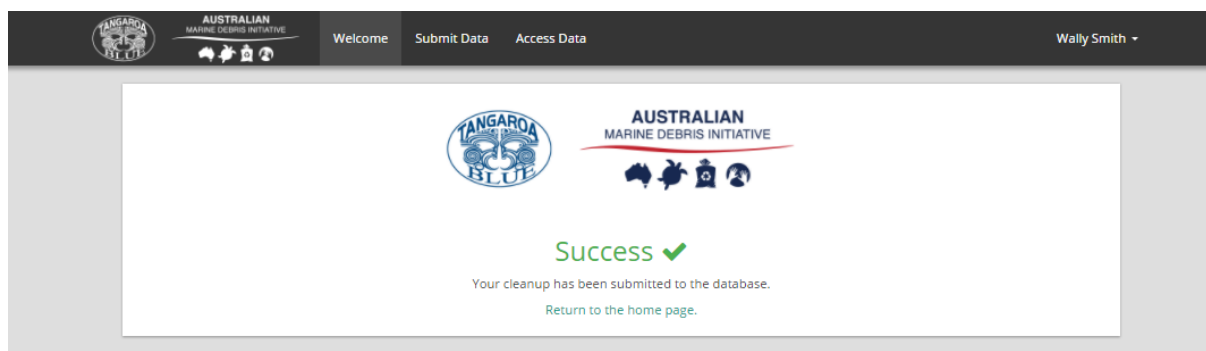 TANGAROA
BLUE
AUSTRALIAN
MARINE DEBRIS INITIATIVE
Welcome
Submit Data
Access Data
Wally Smith
TANGAROA
BLUE
AUSTRALIAN
MARINE DEBRIS INITIATIVE
Success
Your cleanup has been submitted to the database.
Return to the home page.